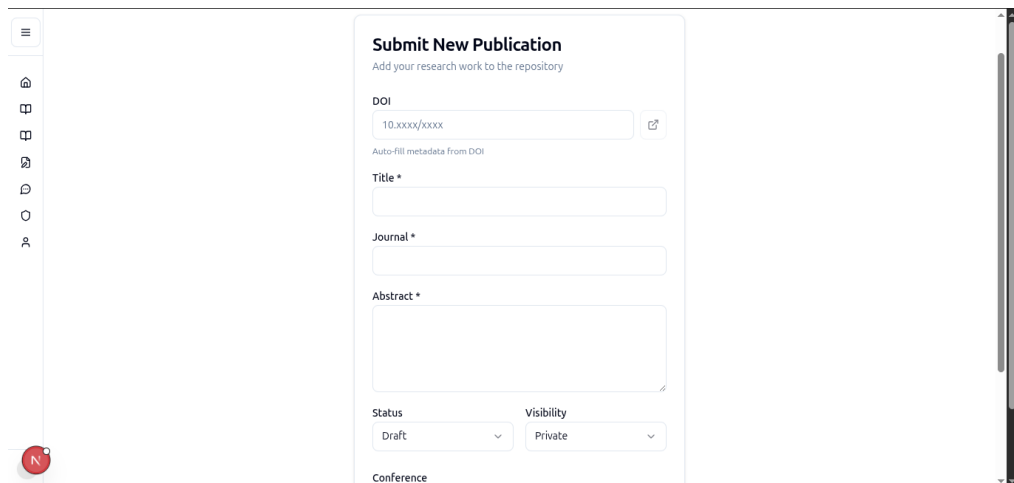 Submit New Publication
Add your research work to the repository
DOI
10.xxxx/xxxx
Auto-fill metadata from DOI
Title *
Journal *
Abstract *
Status
Visibility
Draft
Private
Conference
N